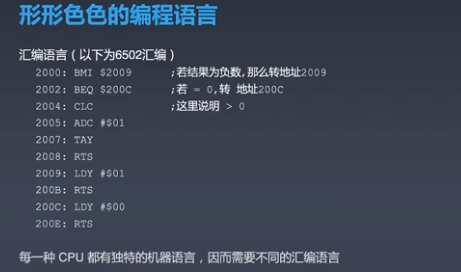 形形色色的编程语言
汇编语言（以下为6502汇编）
2000: BMI $2009 ;若结果为负数,那么转地址2009
2002: BEQ $200C ;若 = 0,转 地址200C
2004: CLC ;这里说明 > 0
2005: ADC #$01
2007: TAY
2008: RTS
2009: LDY #$01
200B: RTS
200C: LDY #$00
200E: RTS
每一种 CPU 都有独特的机器语言，因而需要不同的汇编语言